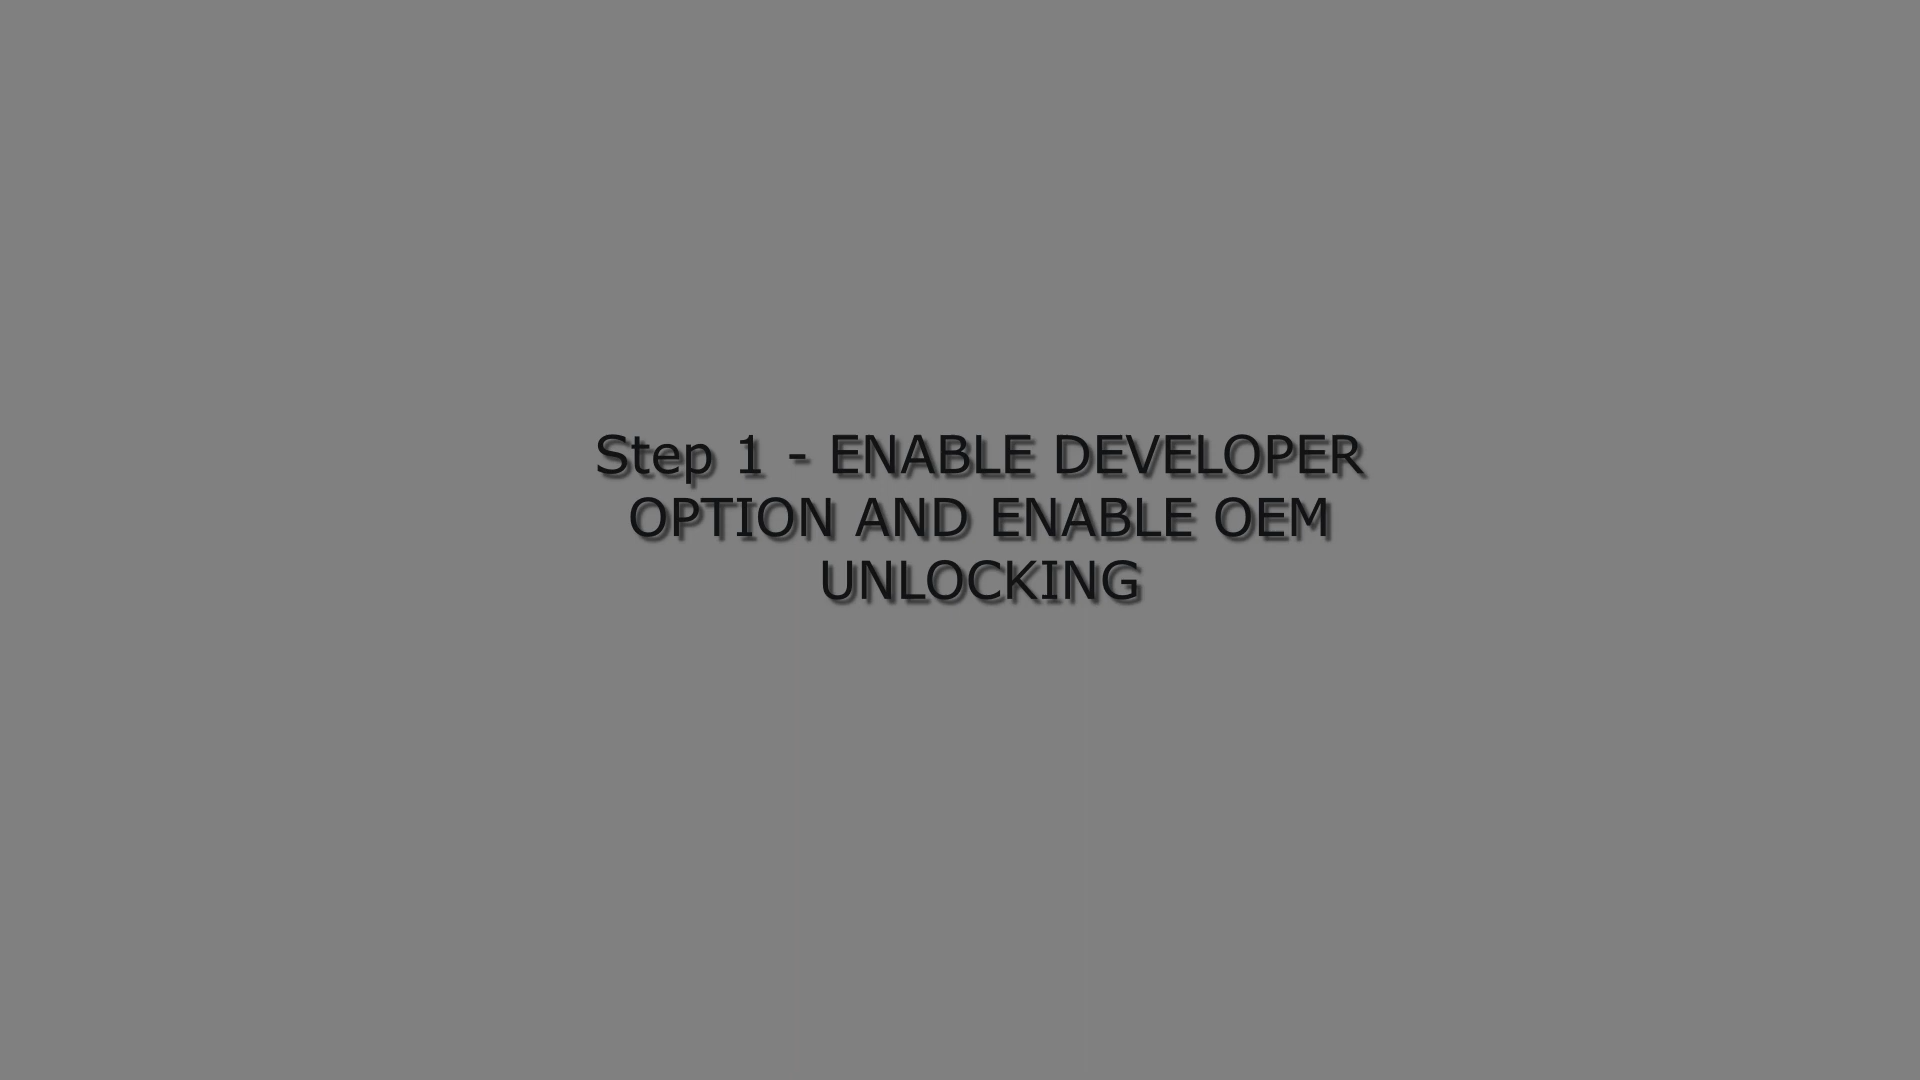 Step 1 - ENABLE DEVELOPER
OPTION AND ENABLE OEM
UNLOCKING